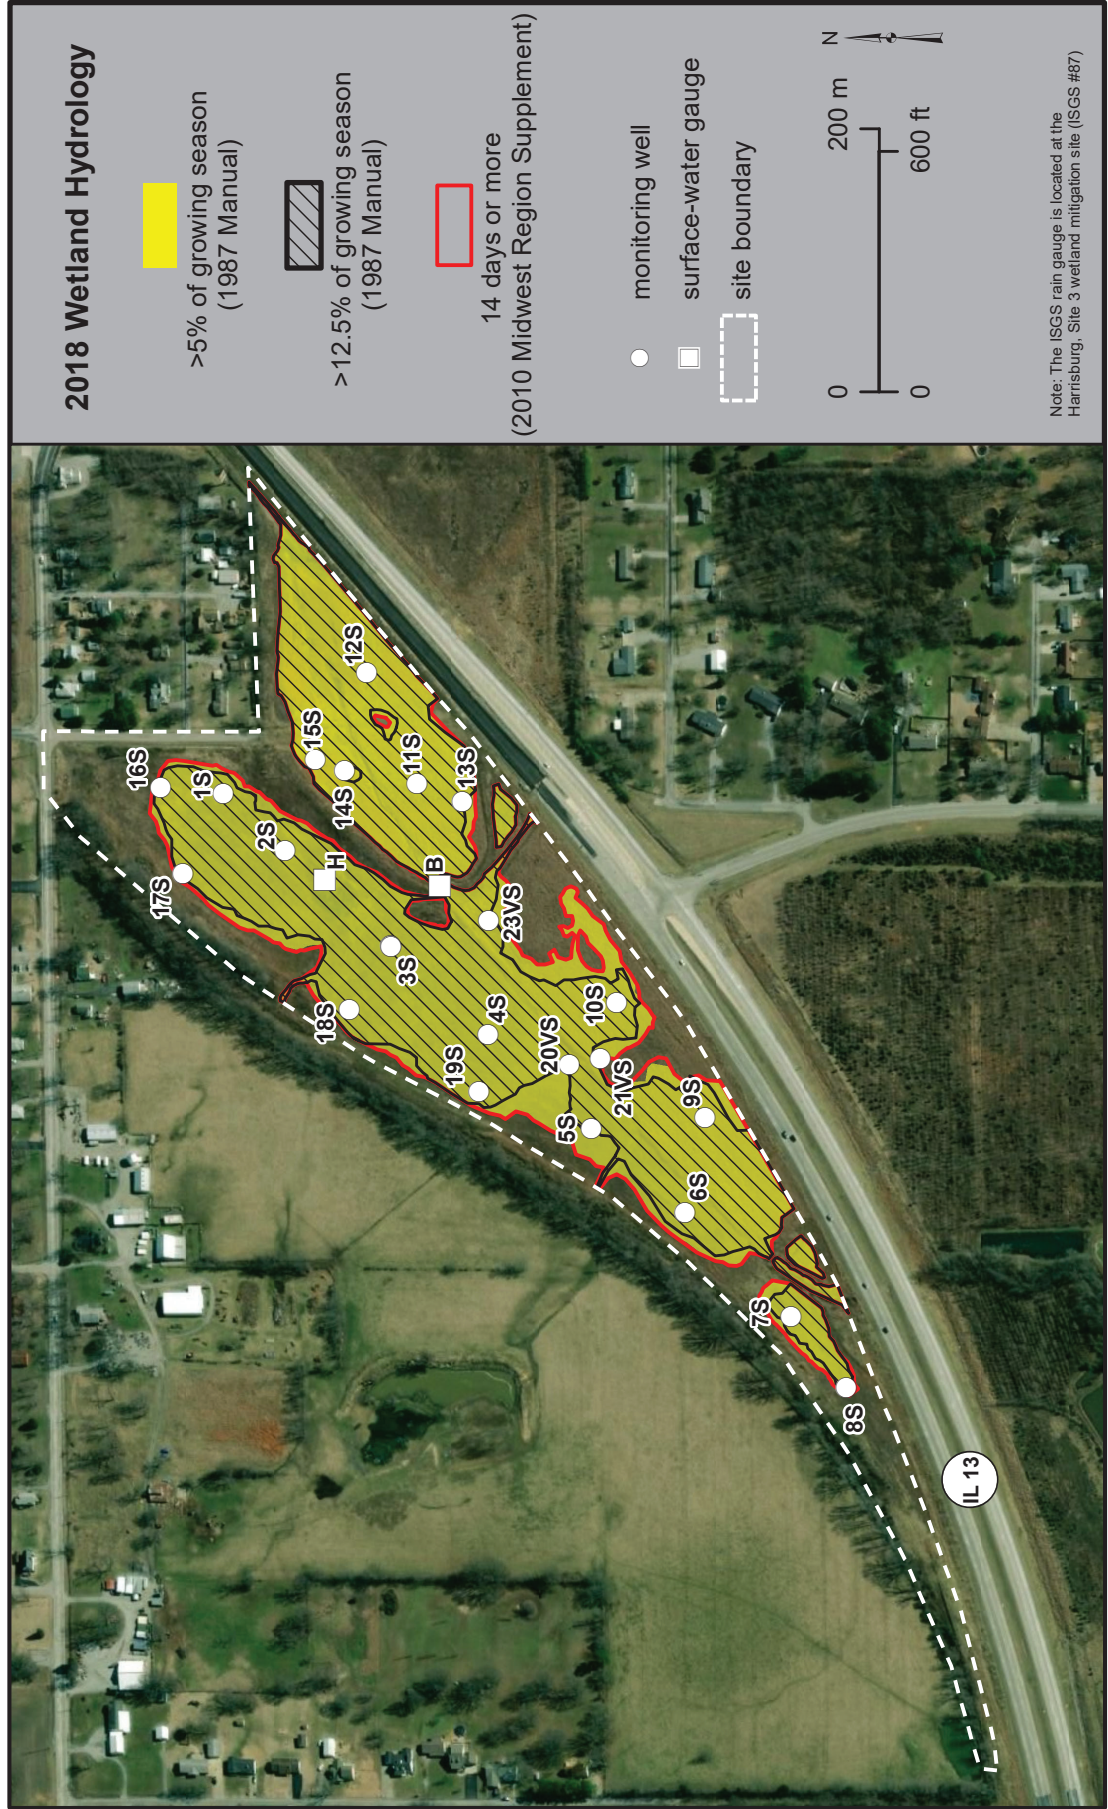 2018 Wetland Hydrology
>5% of growing season
(1987 Manual)
>12.5% of growing season
(1987 Manual)
14 days or more
(2010 Midwest Region Supplement)
monitoring well
surface-water gauge
site boundary
0
200 m
0
600 ft
N
Note: The ISGS rain gauge is located at the
Harrisburg, Site 3 wetland mitigation site (ISGS #87)
16S
1S
17S
2S
H
15S
14S
12S
11S
13S
B
3S
23VS
18S
4S
19S
20VS
10S
21VS
5S
9S
6S
7S
8S
IL 13